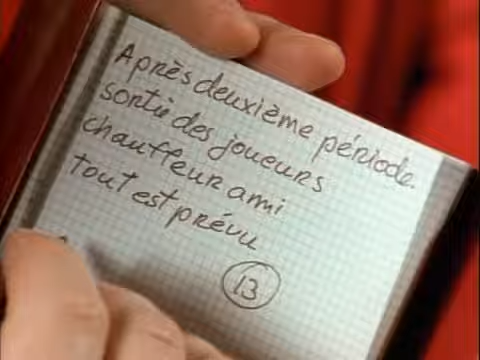 Après deuxième période.
sortie des joueurs
chauffeur ami
tout est prévu
13